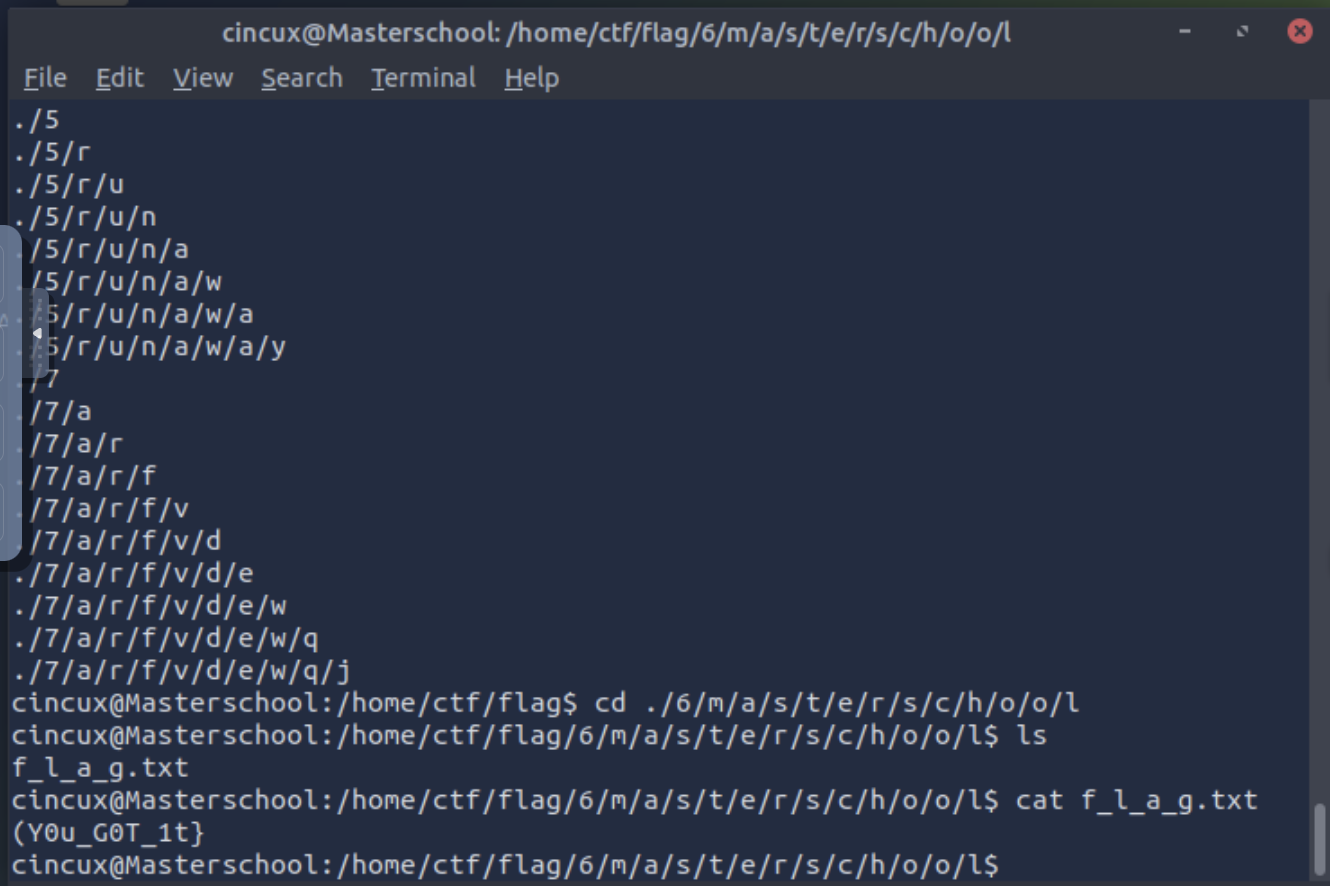 cincux@Masterschool: /home/ctf/flag/6/m/a/s/t/e/r/s/c/h/o/o/l
File Edit View Search Terminal Help
./5
./5/r
./5/r/u
./5/r/u/n
./5/r/u/n/a
./5/r/u/n/a/w
./5/r/u/n/a/w/a
./5/r/u/n/a/w/a/y
./7
./7/a
./7/a/r
./7/a/r/f
./7/a/r/f/v
./7/a/r/f/v/d
./7/a/r/f/v/d/e
./7/a/r/f/v/d/e/w
./7/a/r/f/v/d/e/w/q
./7/a/r/f/v/d/e/w/q/j
cincux@Masterschool:/home/ctf/flag$ cd ./6/m/a/s/t/e/r/s/c/h/o/o/l
cincux@Masterschool:/home/ctf/flag/6/m/a/s/t/e/r/s/c/h/o/o/l$ ls
f_l_a_g.txt
cincux@Masterschool:/home/ctf/flag/6/m/a/s/t/e/r/s/c/h/o/o/l$ cat f_l_a_g.txt
(Y0u_G0T_1t}
cincux@Masterschool:/home/ctf/flag/6/m/a/s/t/e/r/s/c/h/o/o/l$